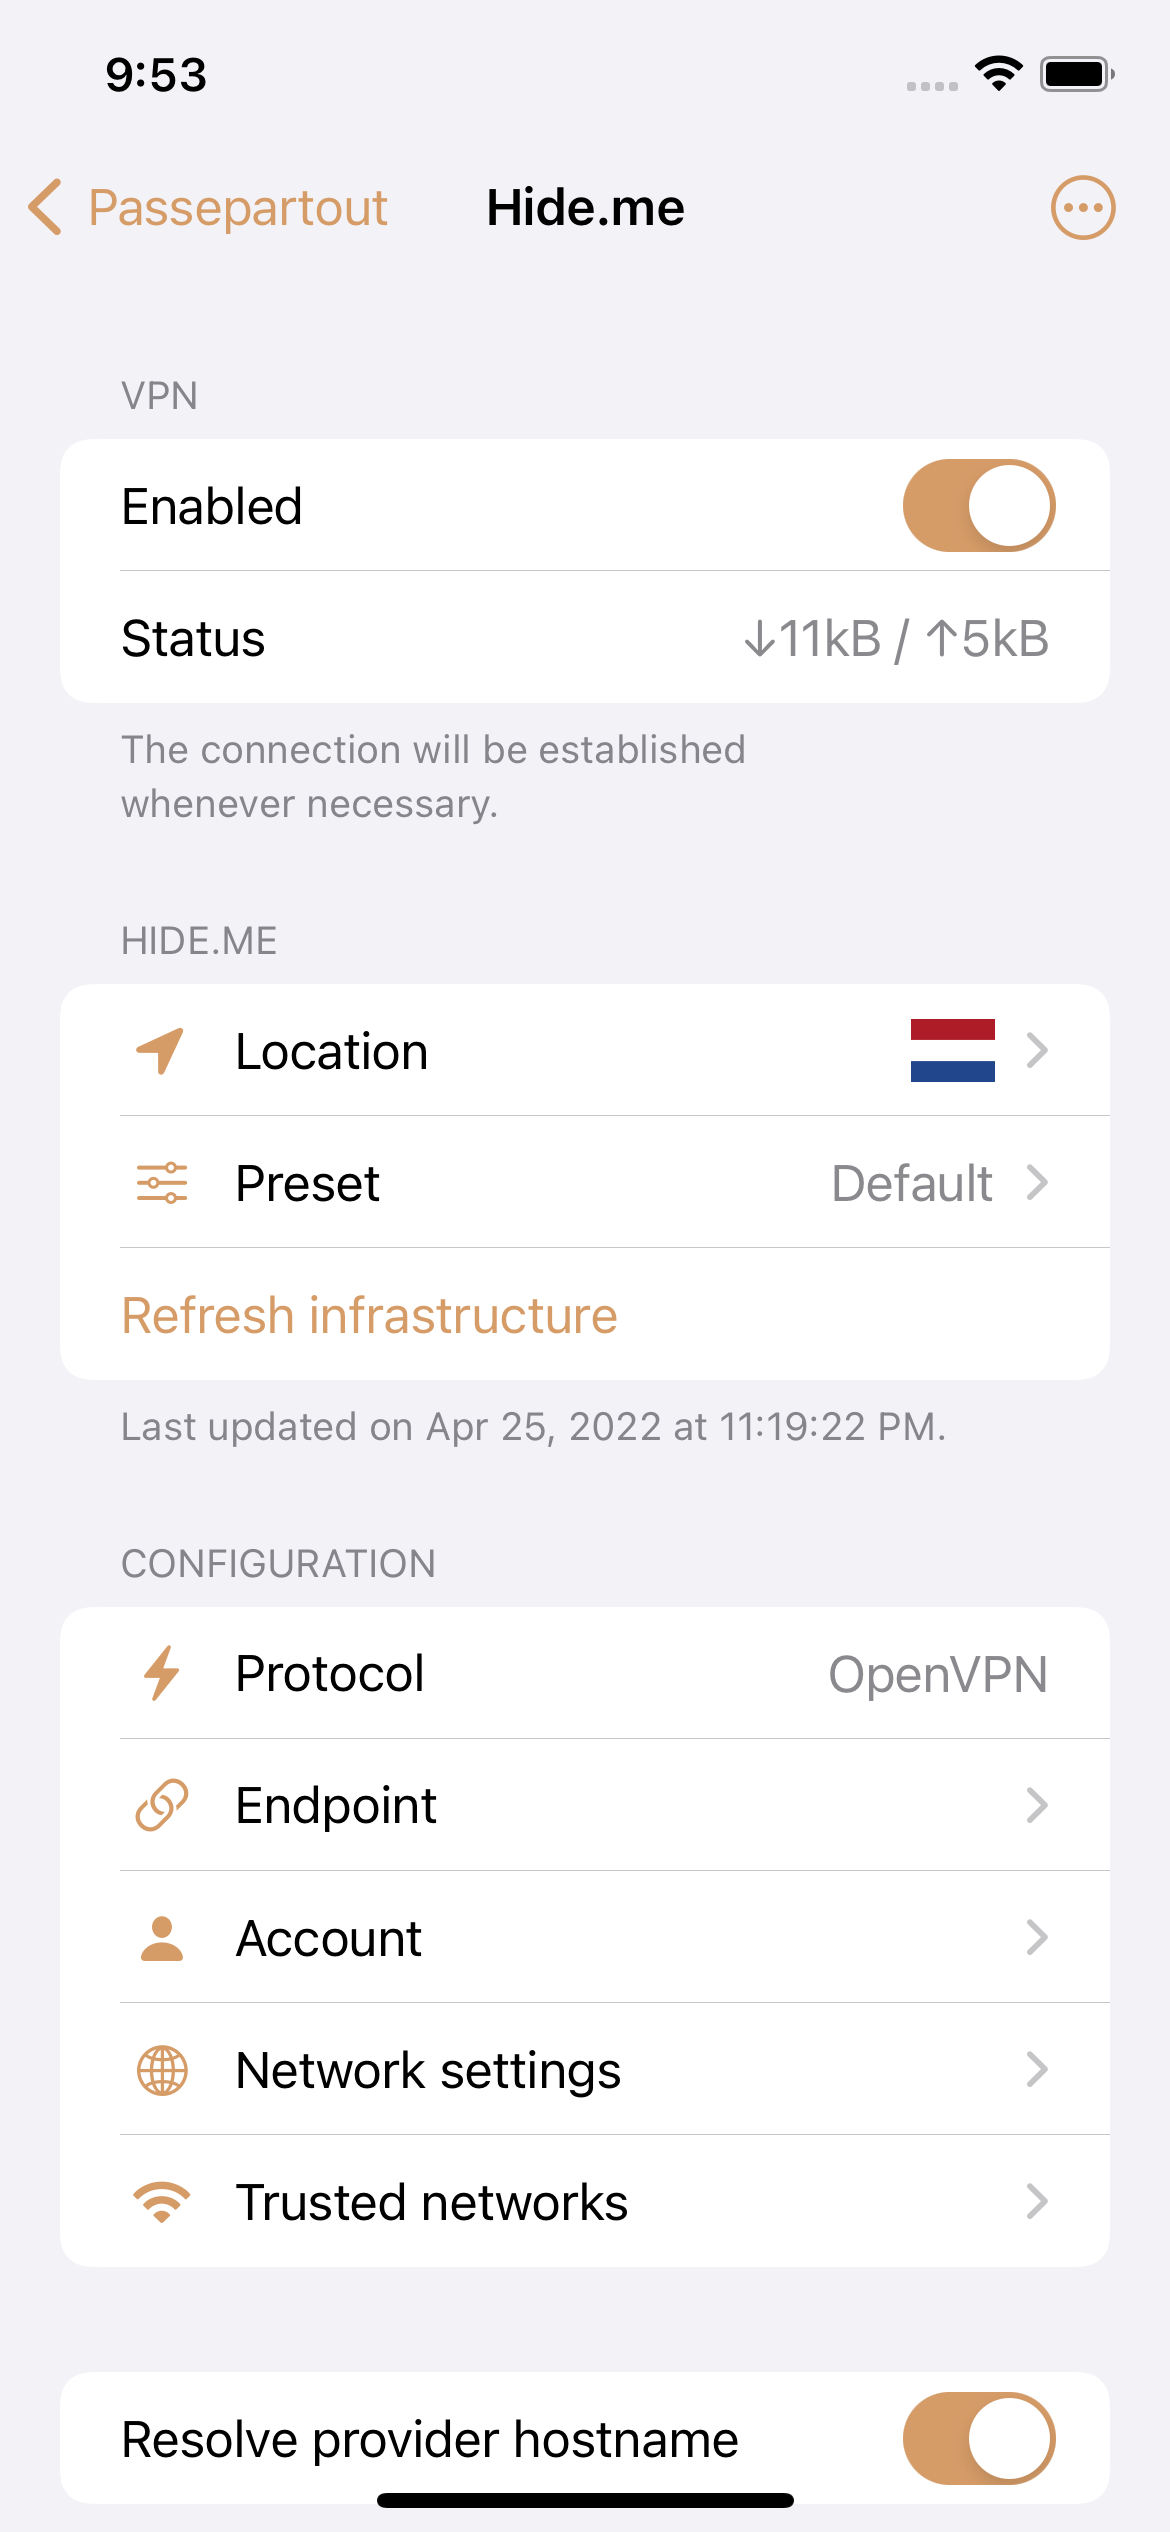 9:53
Passepartout
Hide.me
VPN
Enabled
Status ↓11kB / ↑5kB
The connection will be established
whenever necessary.
HIDE.ME
Location
Preset Default
Refresh infrastructure
Last updated on Apr 25, 2022 at 11:19:22 PM.
CONFIGURATION
Protocol OpenVPN
Endpoint
Account
Network settings
Trusted networks
Resolve provider hostname